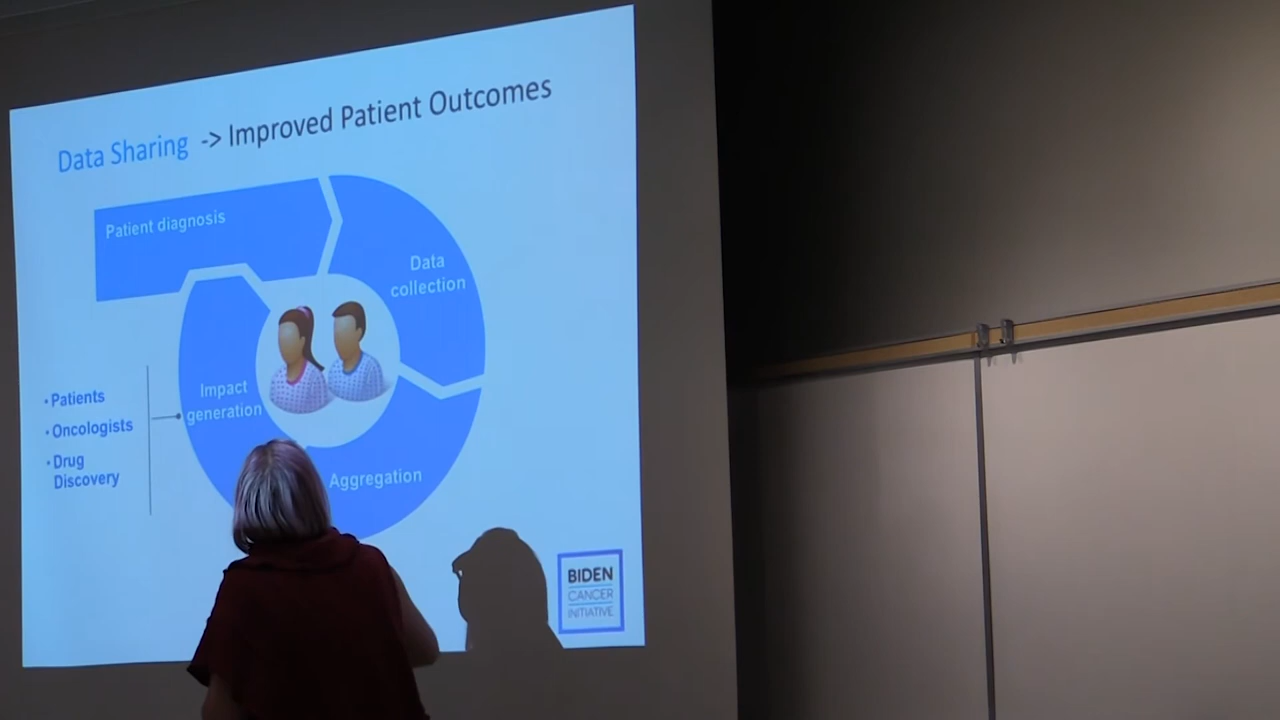 Data Sharing -> Improved Patient Outcomes
Patient diagnosis
Data
collection
Impact
generation
Aggregation
•Patients
•Oncologists
•Drug
Discovery
BIDEN
CANCER
INITIATIVE